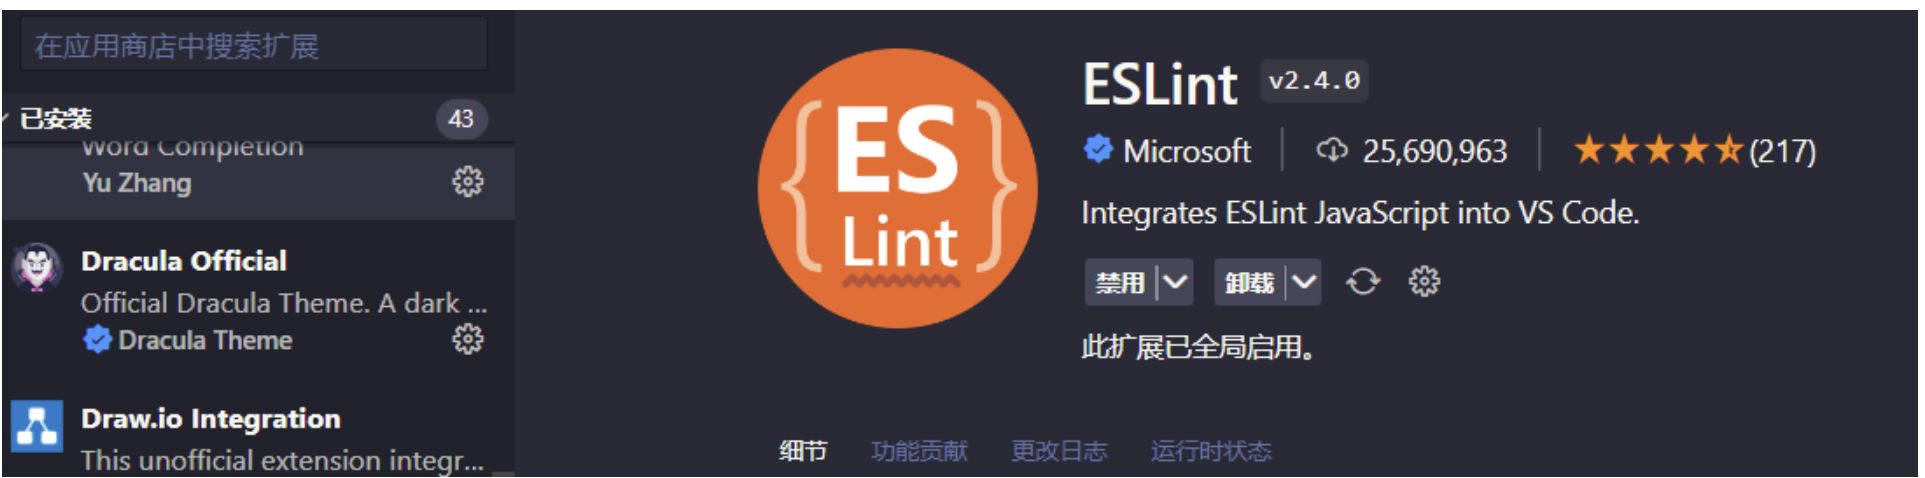 在应用商店中搜索扩展
已安装
43
Word Completion
Yu Zhang
Dracula Official
Official Dracula Theme. A dark ...
Dracula Theme
Draw.io Integration
This unofficial extension integr...
{ES
Lint}
ESLint v2.4.0
Microsoft 25,690,963 (217)
Integrates ESLint JavaScript into VS Code.
禁用 卸载
此扩展已全局启用。
细节 功能贡献 更改日志 运行时状态